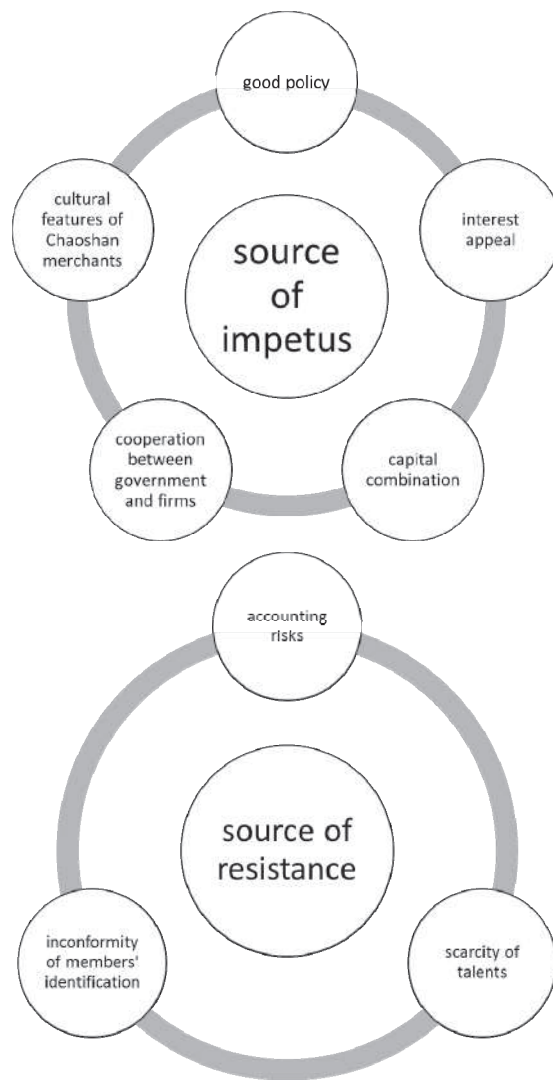 good policy
cultural
features of
Chaoshan
merchants
interest
appeal
source
of
impetus
cooperation
between
government
and firms
capital
combination
accounting
risks
source of
resistance
inconformity
of members'
identification
scarcity of
talents